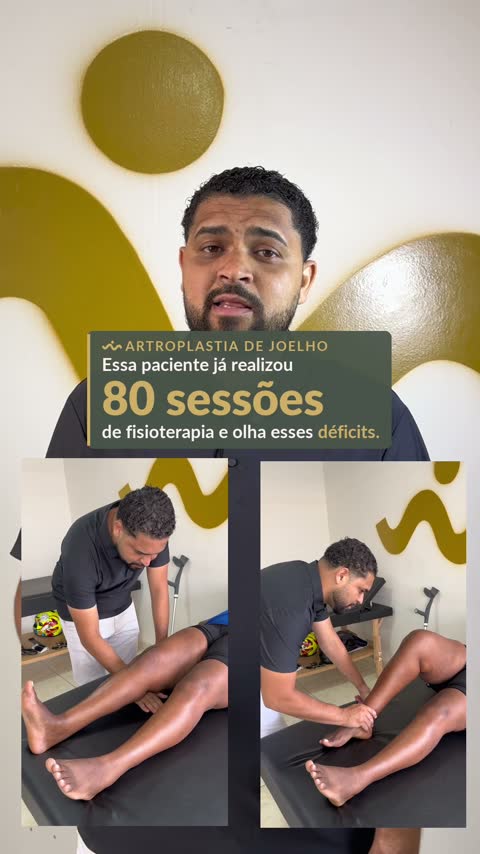 ARTROPLASTIA DE JOELHO
Essa paciente já realizou
80 sessões
de fisioterapia e olha esses déficits.